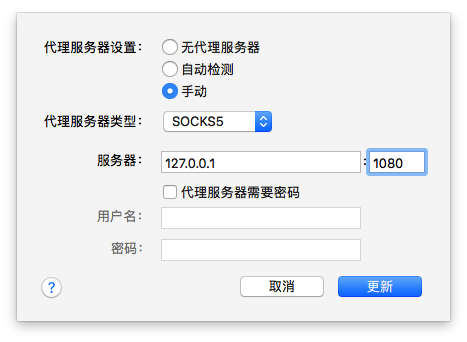 代理服务器设置： 无代理服务器
自动检测
手动
代理服务器类型： SOCKS5
服务器： 127.0.0.1 : 1080
代理服务器需要密码
用户名：
密码：
? 取消 更新